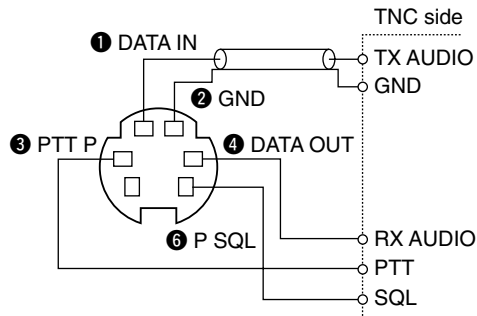 TNC side
❶ DATA IN
TX AUDIO
GND
❷ GND
❸ PTT P
❹ DATA OUT
❻ P SQL
RX AUDIO
PTT
SQL